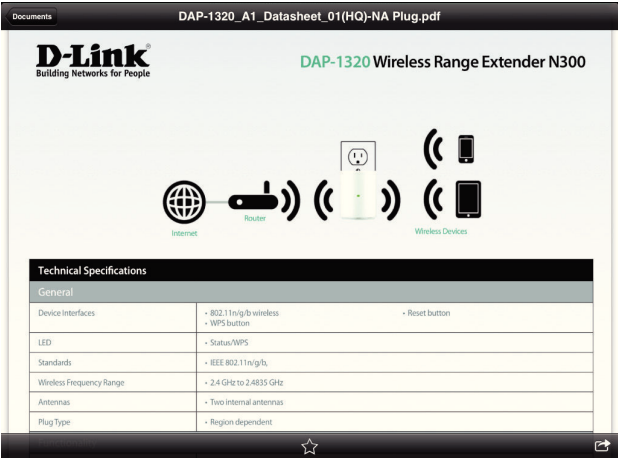 Documents
DAP-1320_A1_Datasheet_01(HQ)-NA Plug.pdf
D-Link®
Building Networks for People
DAP-1320 Wireless Range Extender N300
Internet
Router
Wireless Devices
Technical Specifications
General
Device Interfaces
• 802.11n/g/b wireless
• WPS button
• Reset button
LED
• Status/WPS
Standards
• IEEE 802.11n/g/b,
Wireless Frequency Range
• 2.4 GHz to 2.4835 GHz
Antennas
• Two internal antennas
Plug Type
• Region dependent
Functionality